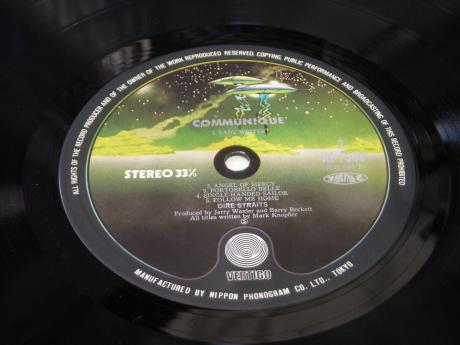 ALL RIGHTS OF THE RECORD PRODUCER AND OF THE OWNER OF THE WORK REPRODUCED RESERVED. COPYING, PUBLIC PERFORMANCE AND BROADCASTING OF THIS RECORD PROHIBITED
COMMUNIQUE
1. LADY WRITER
STEREO 33⅓
2
2. ANGEL OF MERCY
3. PORTOBELLO BELLE
4. SINGLE-HANDED SAILOR
5. FOLLOW ME HOME
DIRE STRAITS
Produced by Jerry Wexler and Barry Beckett
All titles written by Mark Knopfler
VERTIGO
MANUFACTURED BY NIPPON PHONOGRAM CO. LTD., TOKYO